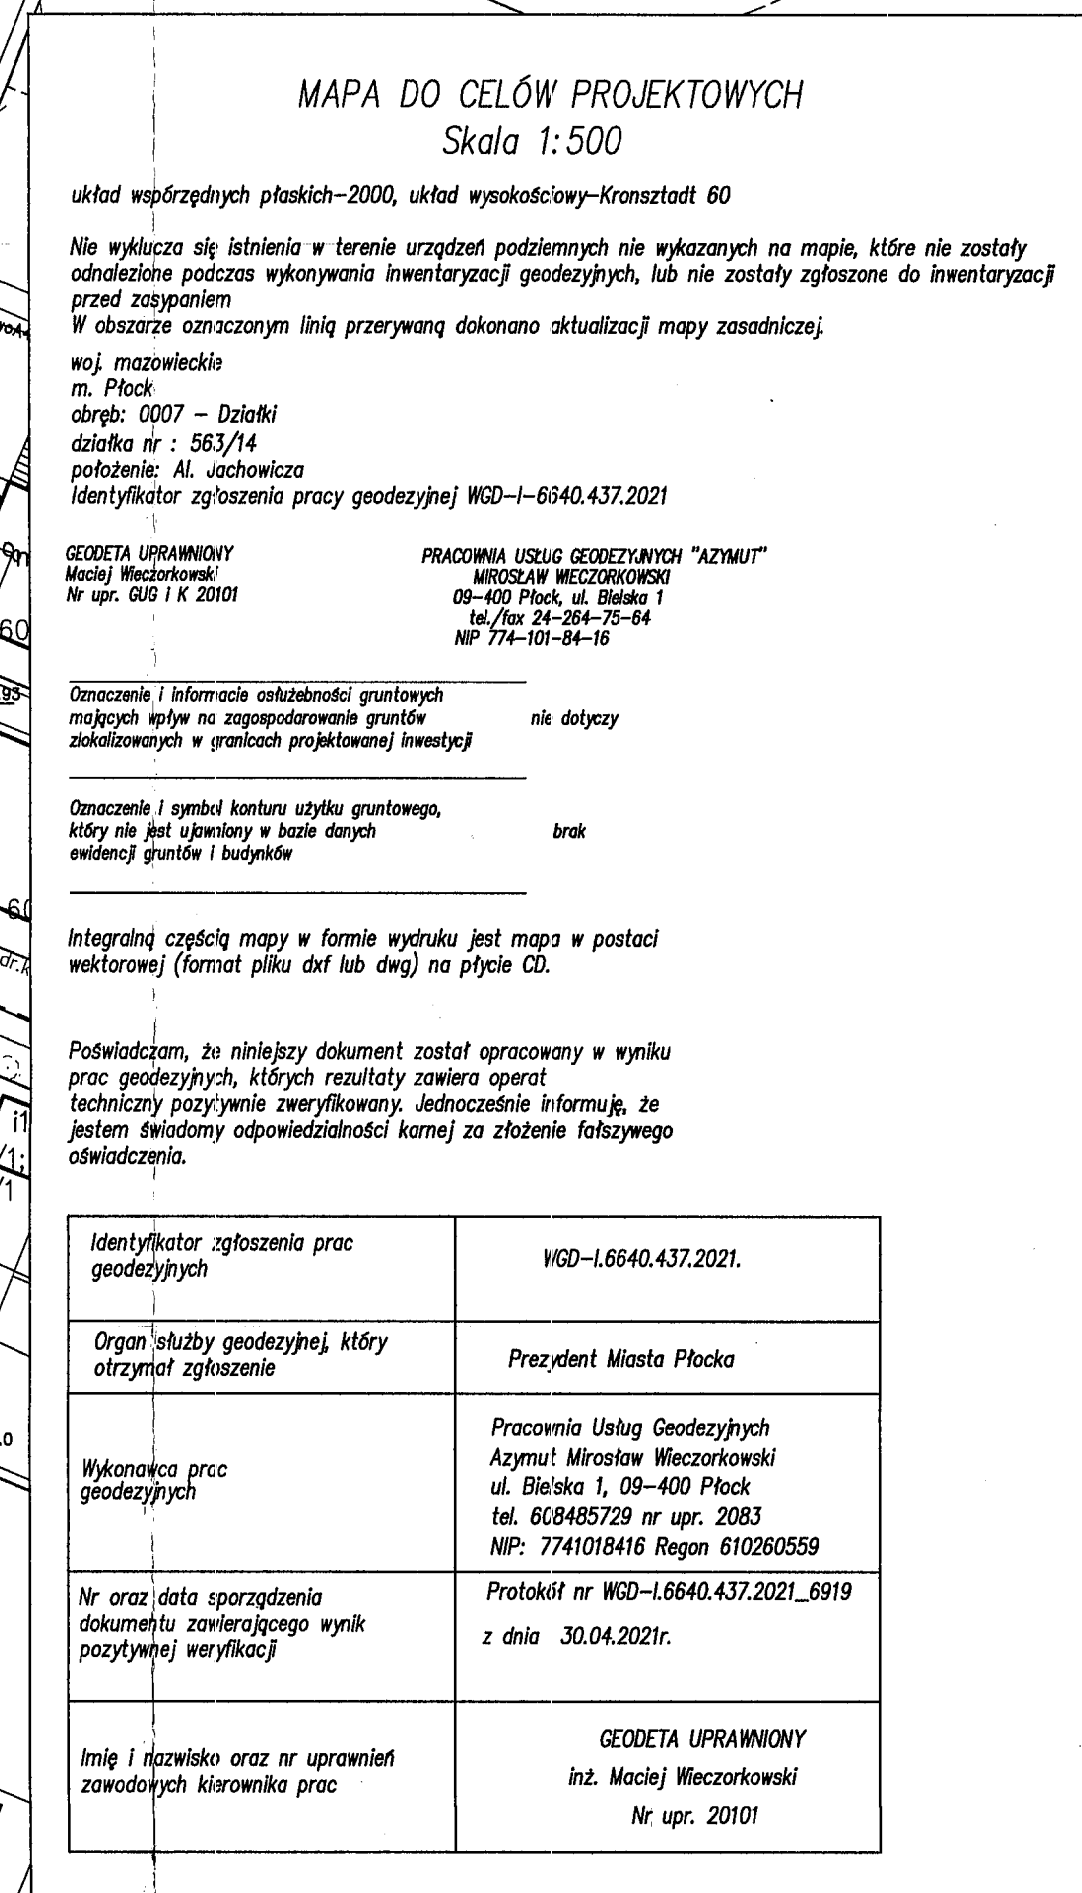 MAPA DO CELÓW PROJEKTOWYCH
Skala 1:500
układ współrzędnych płaskich-2000, układ wysokościowy-Kronsztadt 60
Nie wyklucza się istnienia w terenie urządzeń podziemnych nie wykazanych na mapie, które nie zostały
odnalezione podczas wykonywania inwentaryzacji geodezyjnych, lub nie zostały zgłoszone do inwentaryzacji
przed zasypaniem
W obszarze oznaczonym linią przerywaną dokonano aktualizacji mapy zasadniczej.
woj. mazowieckie
m. Płock
obręb: 0007 - Działki
działka nr : 563/14
położenie: Al. Jachowicza
Identyfikator zgłoszenia pracy geodezyjnej WGD-I-6640.437.2021
GEODETA UPRAWNIONY
Maciej Wieczorkowski
Nr upr. GUG i K 20101
PRACOWNIA USŁUG GEODEZYJNYCH "AZYMUT"
MIROSŁAW WIECZORKOWSKI
09-400 Płock, ul. Bielska 1
tel./fax 24-264-75-64
NIP 774-101-84-16
Oznaczenie i informacje osłużebności gruntowych
mających wpływ na zagospodarowanie gruntów nie dotyczy
zlokalizowanych w granicach projektowanej inwestycji
Oznaczenie i symbol konturu użytku gruntowego,
który nie jest ujawniony w bazie danych brak
ewidencji gruntów i budynków
Integralną częścią mapy w formie wydruku jest mapa w postaci
wektorowej (format pliku dxf lub dwg) na płycie CD.
Poświadczam, że niniejszy dokument został opracowany w wyniku
prac geodezyjnych, których rezultaty zawiera operat
techniczny pozytywnie zweryfikowany. Jednocześnie informuję, że
jestem świadomy odpowiedzialności karnej za złożenie fałszywego
oświadczenia.
Identyfikator zgłoszenia prac
geodezyjnych
WGD-I.6640.437.2021.
Organ służby geodezyjnej, który
otrzymał zgłoszenie
Prezydent Miasta Płocka
Wykonawca prac
geodezyjnych
Pracownia Usług Geodezyjnych
Azymut Mirosław Wieczorkowski
ul. Bielska 1, 09-400 Płock
tel. 608485729 nr upr. 2083
NIP: 7741018416 Regon 610260559
Nr oraz data sporządzenia
dokumentu zawierającego wynik
pozytywnej weryfikacji
Protokół nr WGD-I.6640.437.2021_6919
z dnia 30.04.2021r.
Imię i nazwisko oraz nr uprawnień
zawodowych kierownika prac
GEODETA UPRAWNIONY
inż. Maciej Wieczorkowski
Nr upr. 20101
60
93
60
dr.k
i1
/1;
/1
.0